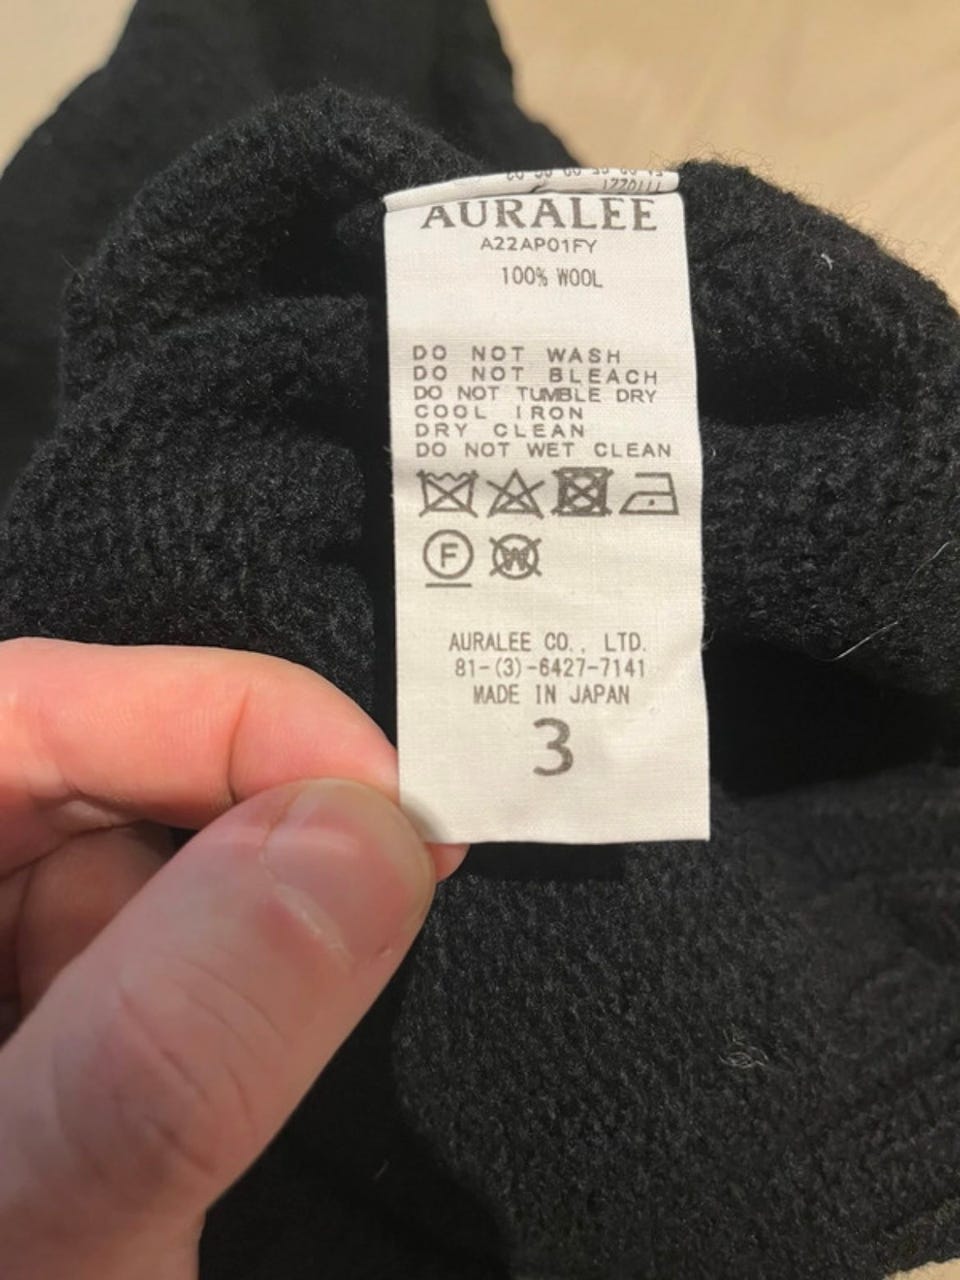 AURALEE
A22AP01FY
100% WOOL
DO NOT WASH
DO NOT BLEACH
DO NOT TUMBLE DRY
COOL IRON
DRY CLEAN
DO NOT WET CLEAN
F W
AURALEE CO., LTD.
81-(3)-6427-7141
MADE IN JAPAN
3